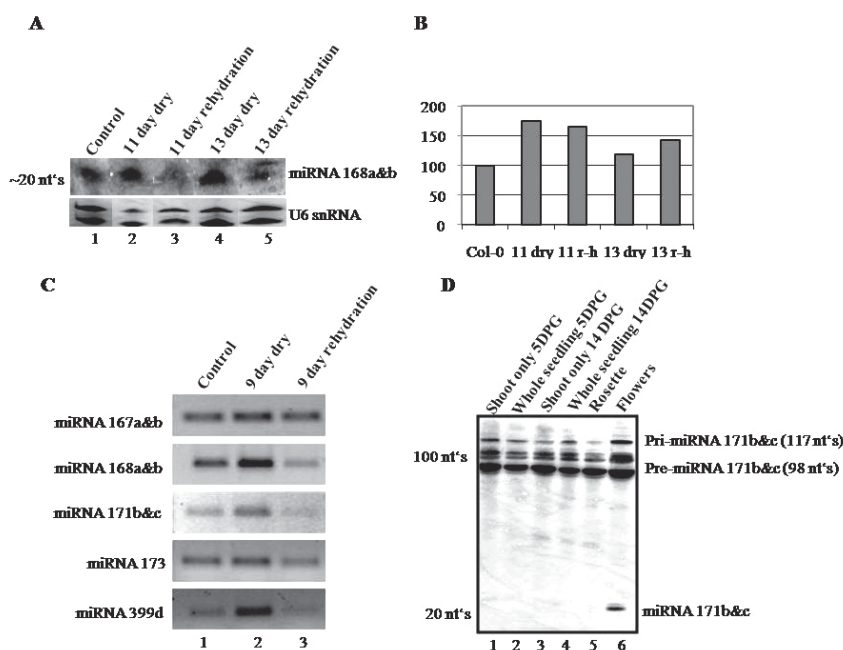 A
Control
11 day dry
11 day rehydration
13 day dry
13 day rehydration
~20 nt's
miRNA 168a&b
U6 snRNA
1 2 3 4 5
B
200
150
100
50
0
Col-0 11 dry 11 r-h 13 dry 13 r-h
C
Control
9 day dry
9 day rehydration
miRNA 167a&b
miRNA 168a&b
miRNA 171b&c
miRNA 173
miRNA 399d
1 2 3
D
Shoot only 5DPG
Whole seedling 5DPG
Shoot only 14 DPG
Whole seedling 14DPG
Rosette
Flowers
100 nt's
Pri-miRNA 171b&c (117 nt's)
Pre-miRNA 171b&c (98 nt's)
20 nt's
miRNA 171b&c
1 2 3 4 5 6